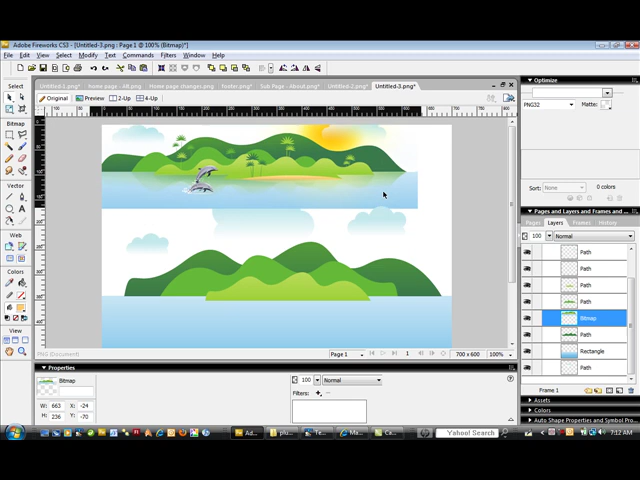 Adobe Fireworks CS3 - [Untitled-3.png : Page 1 @ 100% (Bitmap)*]
File Edit View Select Modify Text Commands Filters Window Help
Untitled-1.png* home page - alt.png Home page changes.png footer.png* Sub Page - About.png* Untitled-2.png* Untitled-3.png*
Original Preview 2-Up 4-Up
Select
Bitmap
Vector
Web
Colors
View
Optimize
PNG32 Matte:
Sort: None 0 colors
Pages and Layers and Frames and
Pages Layers Frames History
100 Normal
Path
Path
Path
Path
Bitmap
Path
Rectangle
Path
Frame 1
Assets
Colors
Auto Shape Properties and Symbol Pro
PNG (Document)
Page 1 1 700 x 600 100%
Properties
Bitmap
W: 663 X: -24
H: 236 Y: -70
100 Normal
Filters:
Yahoo! Search
7:12 AM